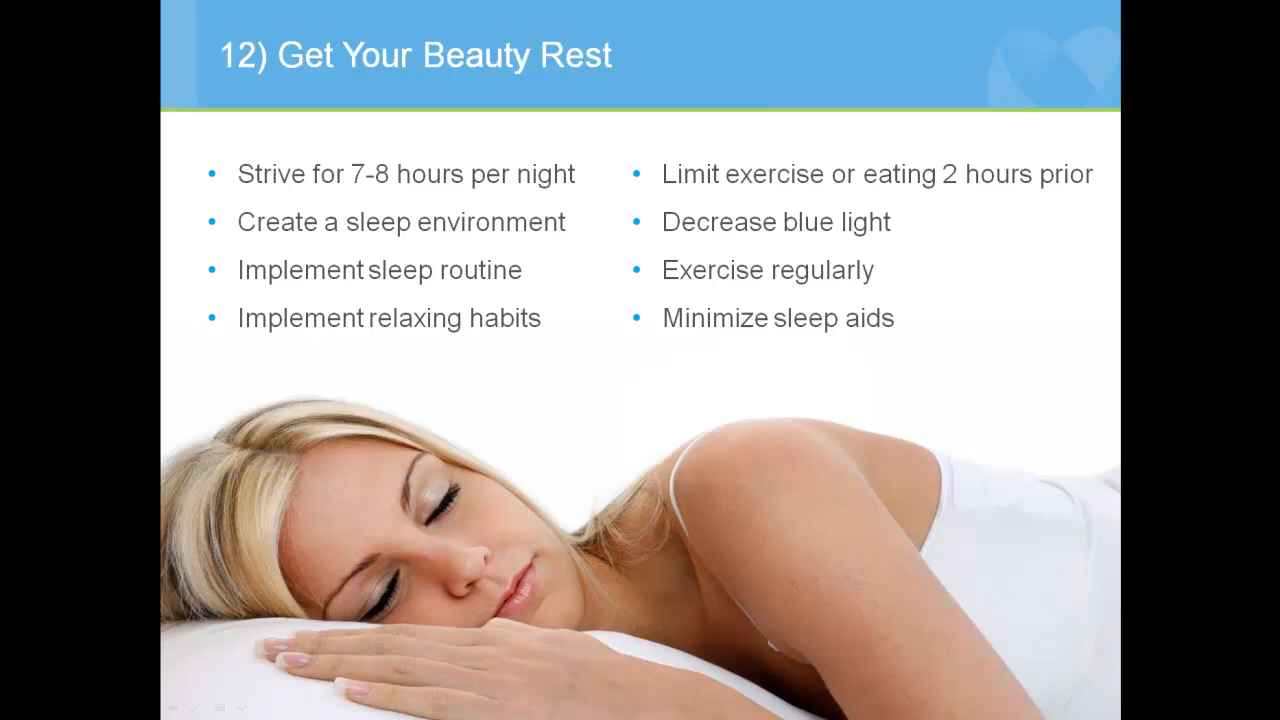 12) Get Your Beauty Rest
• Strive for 7-8 hours per night
• Create a sleep environment
• Implement sleep routine
• Implement relaxing habits
• Limit exercise or eating 2 hours prior
• Decrease blue light
• Exercise regularly
• Minimize sleep aids